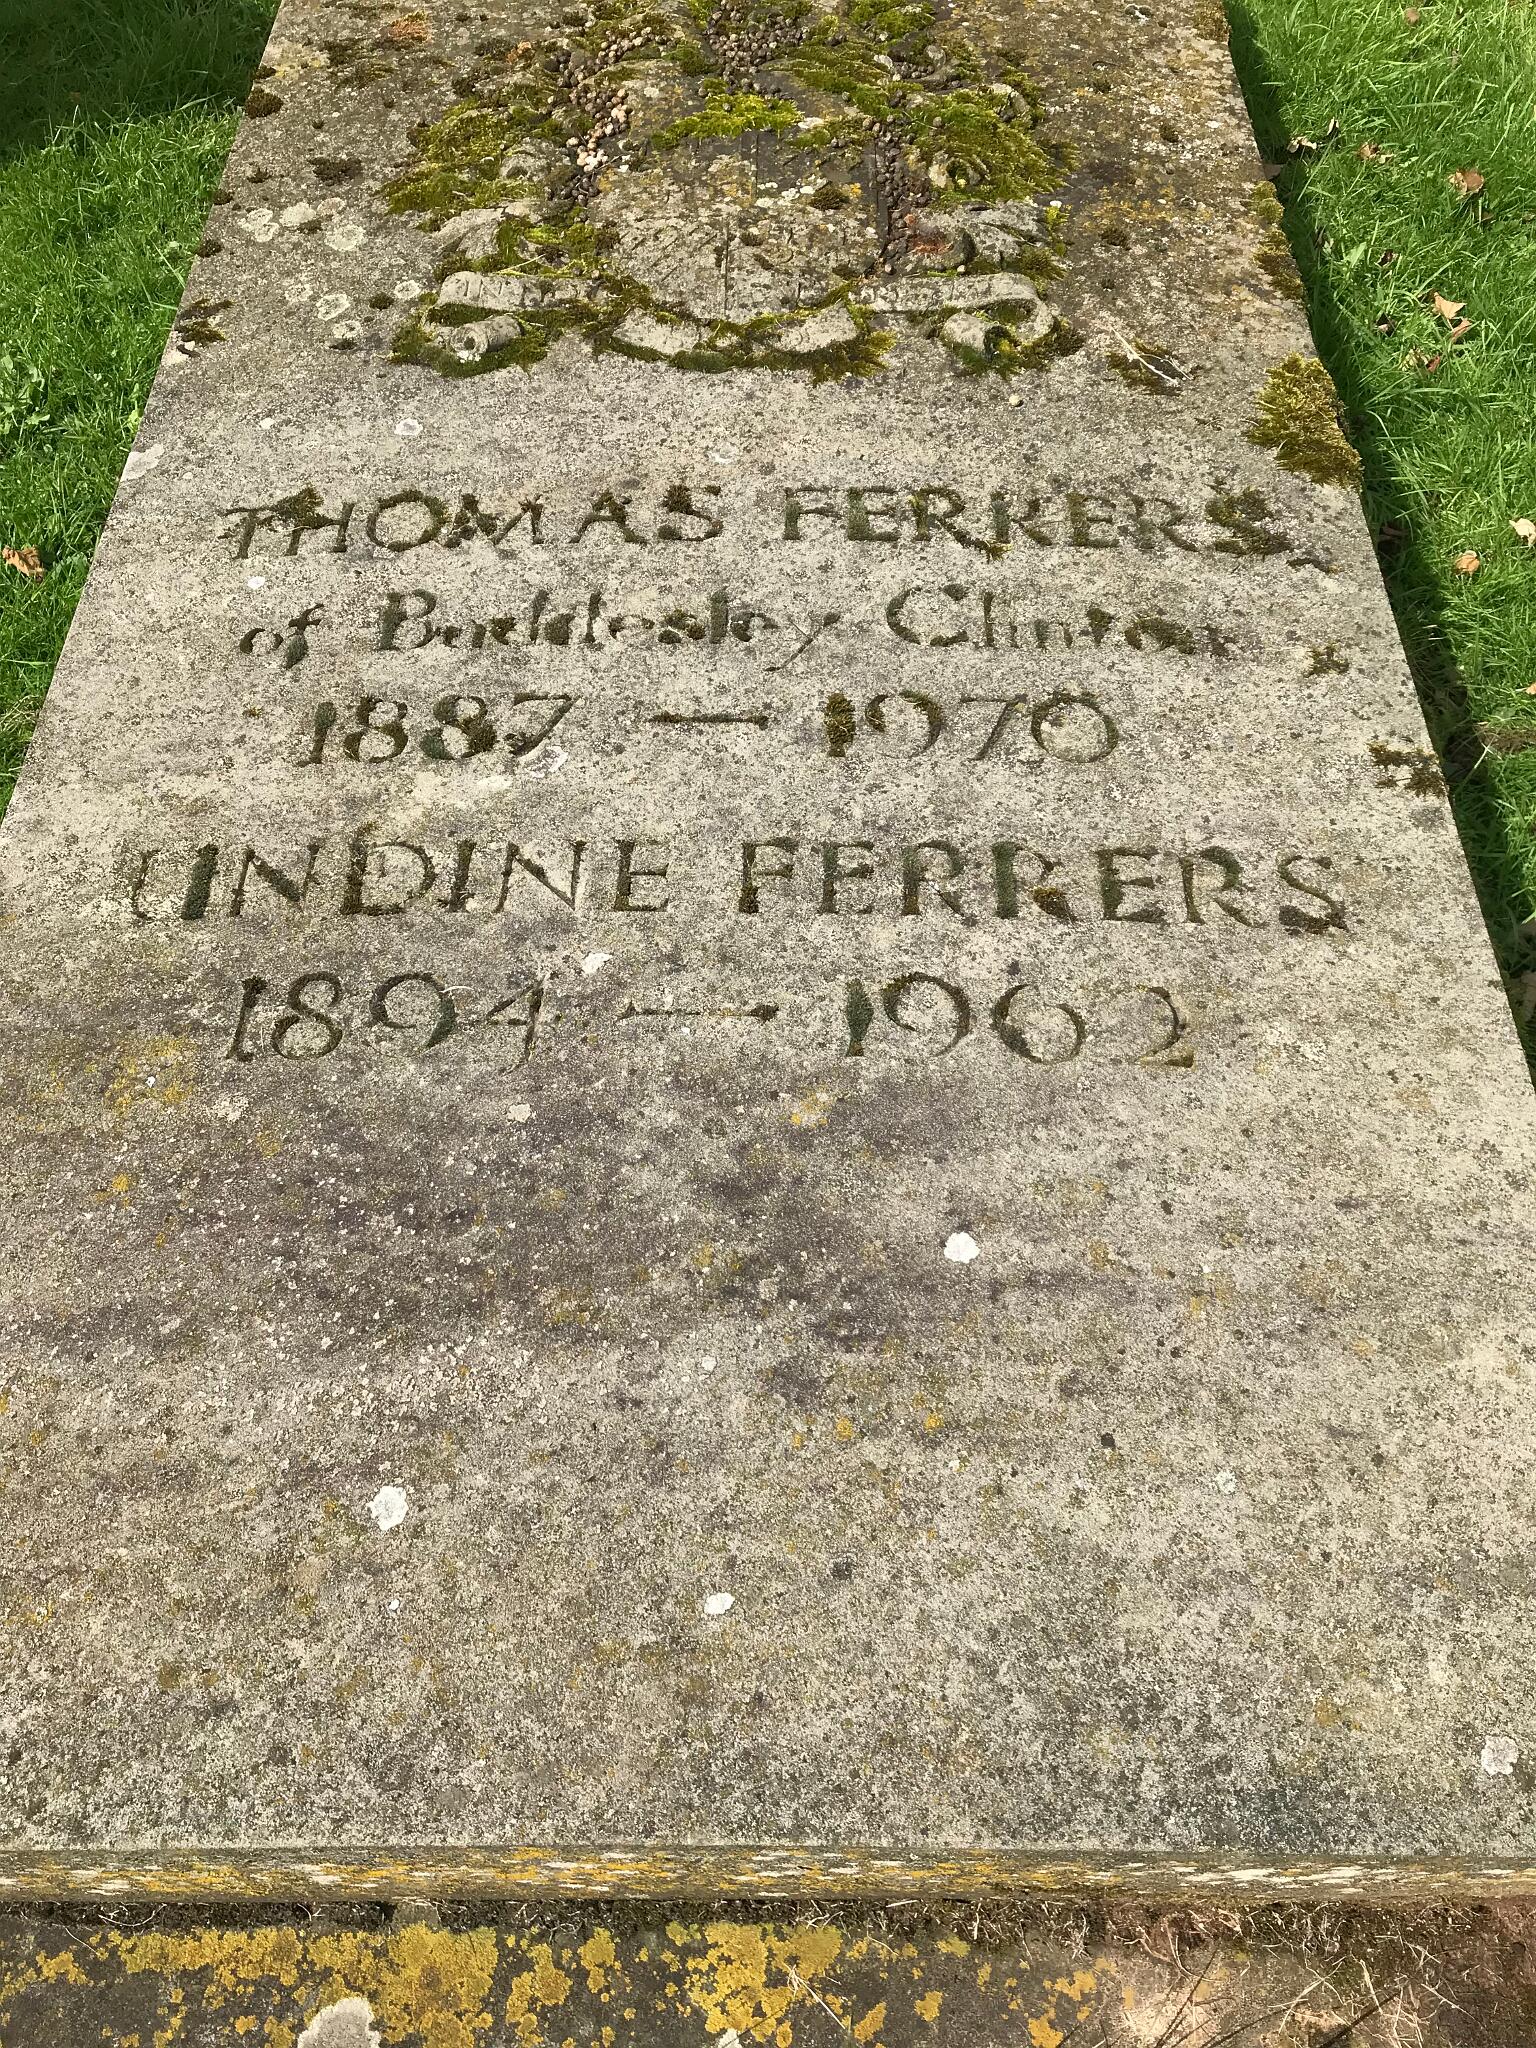 THOMAS FERRERS
of Baddesley Clinton
1887 — 1970
UNDINE FERRERS
1894 — 1962